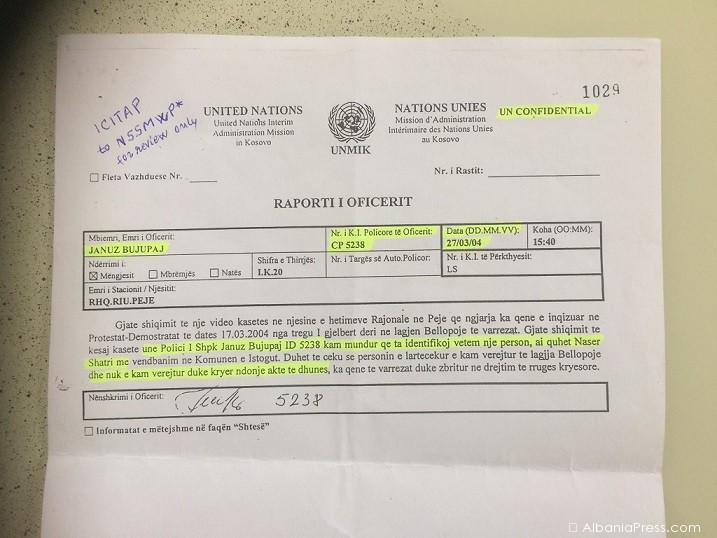 1029
ICITAP
to NSSMWP*
for review only
UNITED NATIONS
United Nations Interim
Administration Mission
in Kosovo
UNMIK
NATIONS UNIES
Mission d'Administration
Intérimaire des Nations Unies
au Kosovo
UN CONFIDENTIAL
Fleta Vazhduese Nr.
Nr. i Rastit:
RAPORTI I OFICERIT
Mbiemri, Emri i Oficerit:
JANUZ BUJUPAJ
Nr. i K.I. Policore të Oficerit:
CP 5238
Data (DD.MM.VV):
27/03/04
Koha (OO:MM):
15:40
Ndërrimi i:
Mëngjesit Mbrëmjës Natës
Shifra e Thirrjës:
I.K.20
Nr. i Targës së Auto.Policor:
Nr. i K.I. të Përkthyesit:
LS
Emri i Stacionit / Njësitit:
RHQ.RIU.PEJE
Gjate shiqimit te nje video kasetes ne njesine e hetimeve Rajonale ne Peje qe ngjarja ka qene e inqizuar ne
Protestat-Demostratat te dates 17.03.2004 nga tregu I gjelbert deri ne lagjen Bellopoje te varrezat. Gjate shiqimit te
kesaj kasete une Polici I Shpk Januz Bujupaj ID 5238 kam mundur qe ta identifikoj vetem nje person, ai quhet Naser
Shatri me vendbanim ne Komunen e Istogut. Duhet te ceku se personin e lartecekur e kam verejtur te lagjja Bellopoje
dhe nuk e kam verejtur duke kryer ndonje akte te dhunes, ka qene te varrezat duke zbritur ne drejtim te rruges kryesore.
Nënshkrimi i Oficerit:
5238
Informatat e mëtejshme në faqën "Shtesë"
AlbaniaPress.com